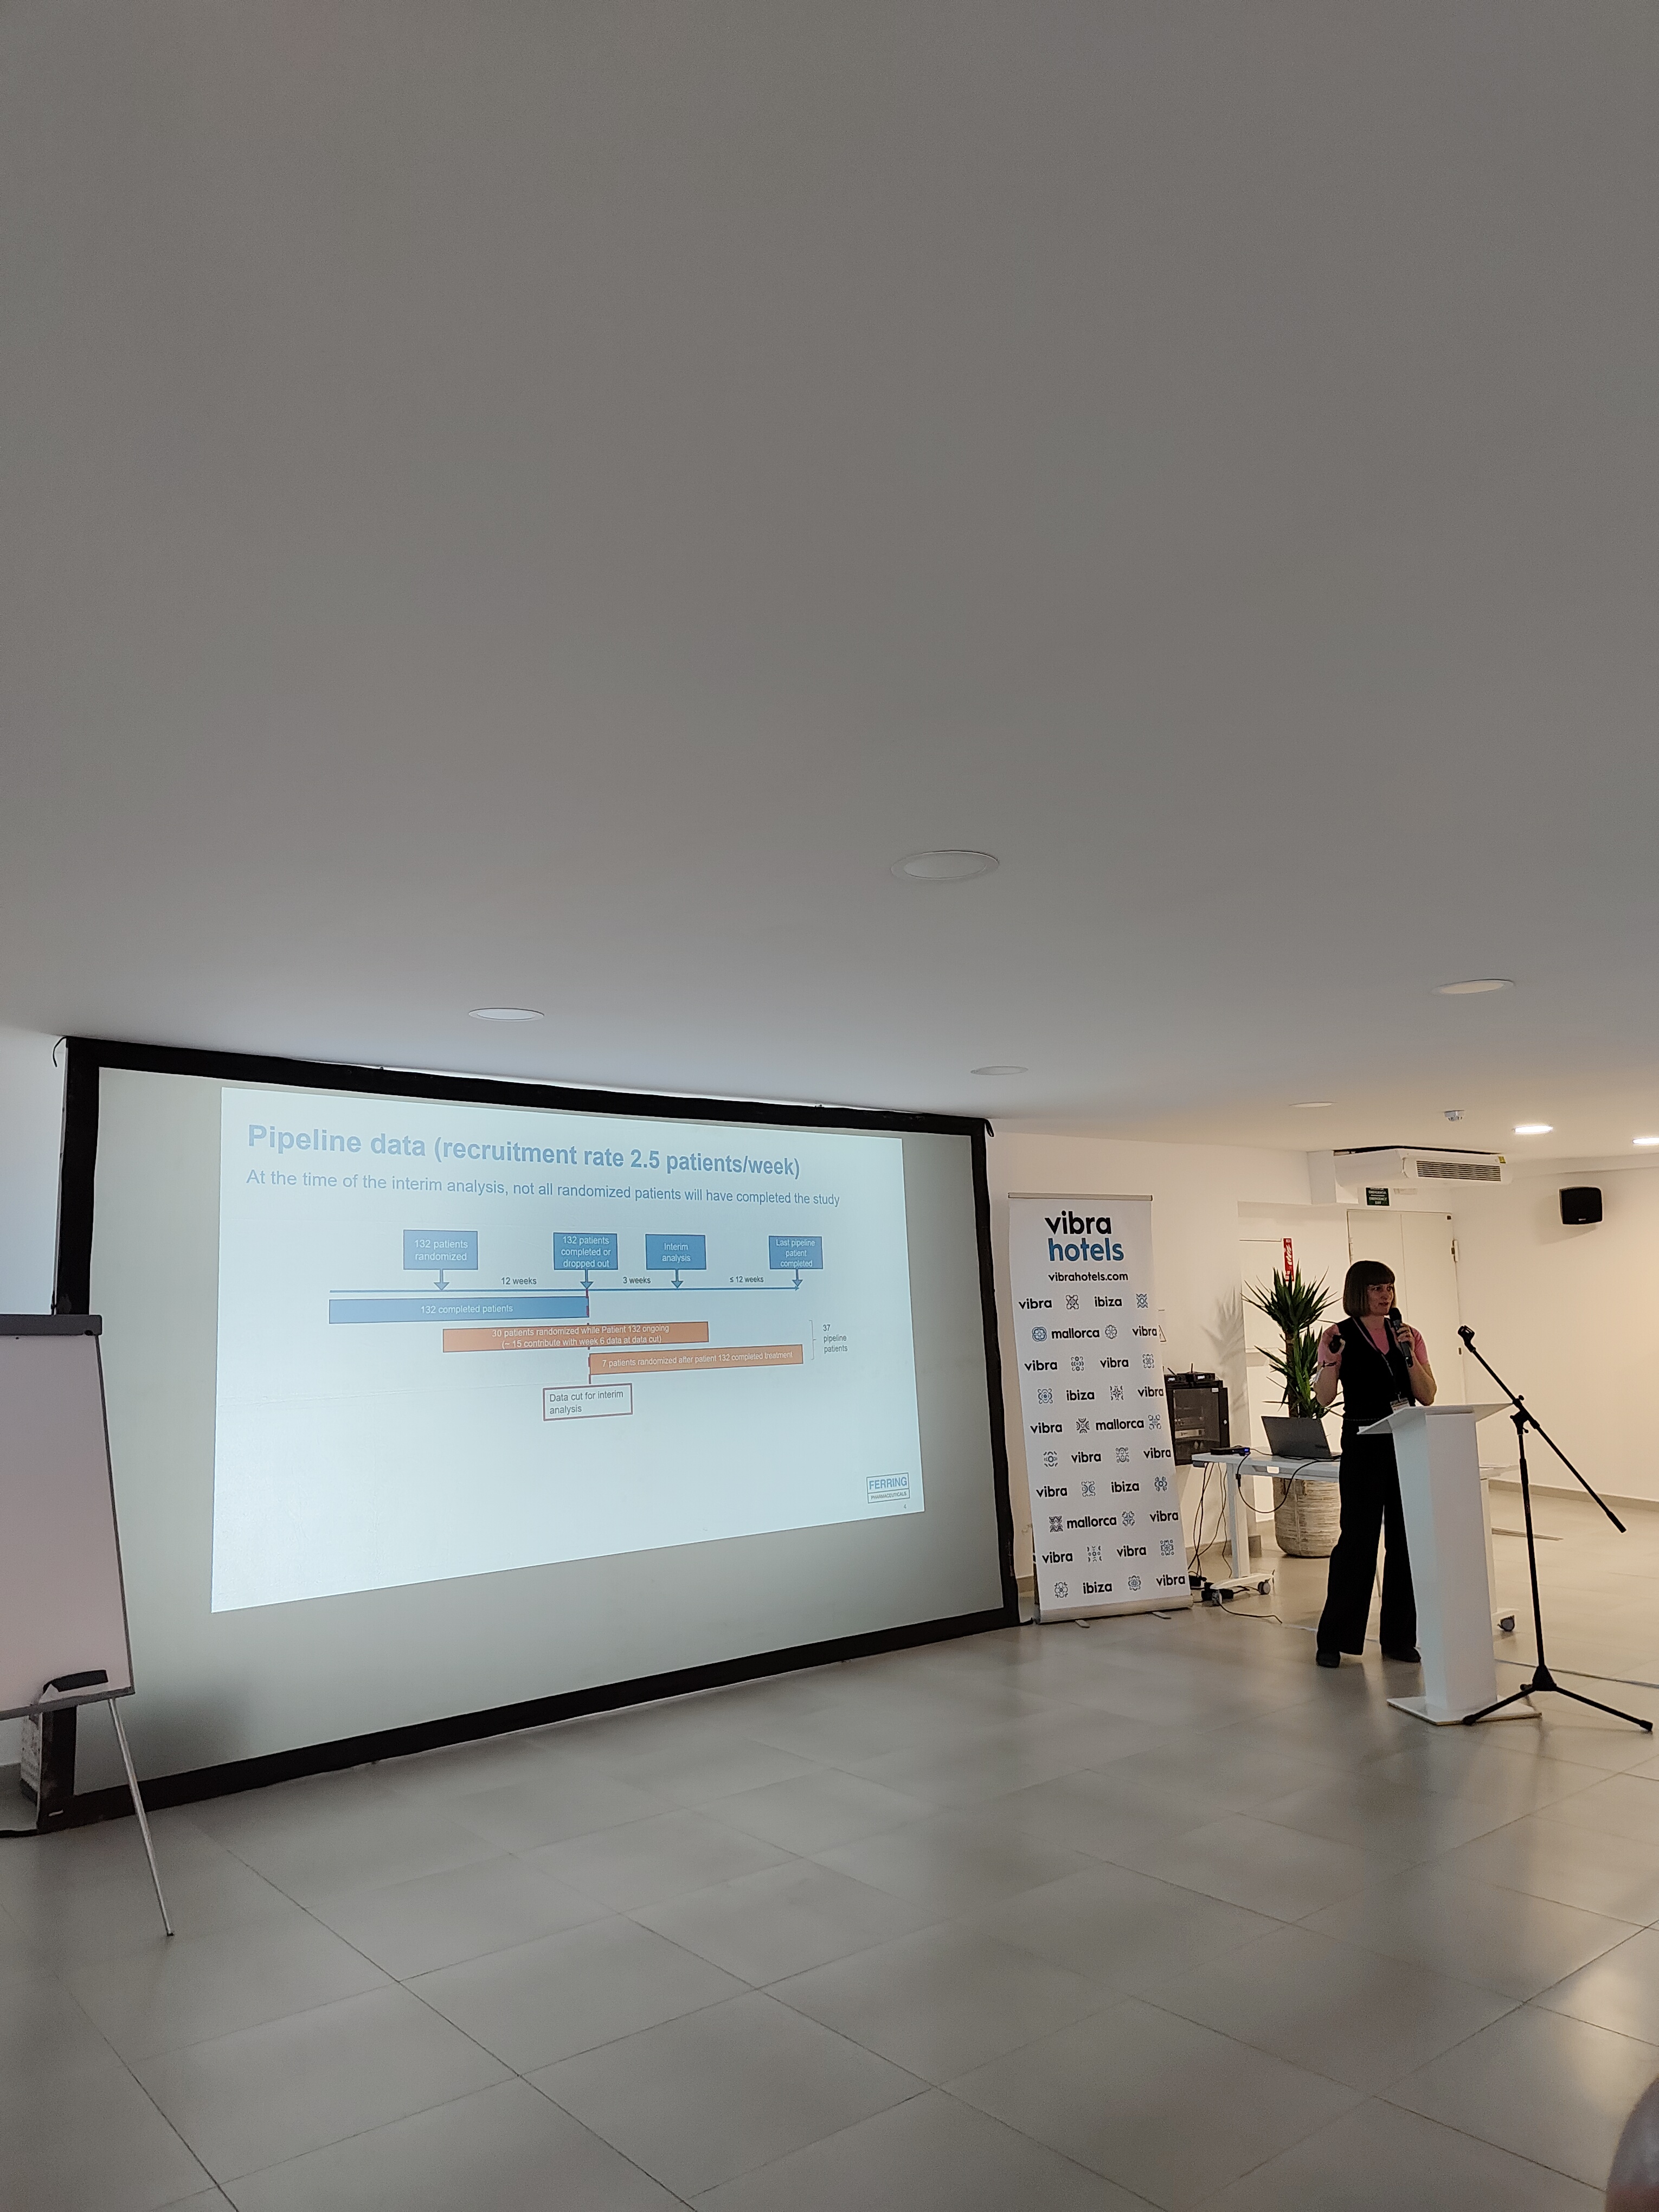 Pipeline data (recruitment rate 2.5 patients/week)
At the time of the interim analysis, not all randomized patients will have completed the study
132 patients
randomized
132 patients
completed or
dropped out
Interim
analysis
Last pipeline
patient
completed
12 weeks
3 weeks
≤ 12 weeks
132 completed patients
30 patients randomized while Patient 132 ongoing
(~ 15 contribute with week 6 data at data cut)
7 patients randomized after patient 132 completed treatment
37
pipeline
patients
Data cut for interim
analysis
FERRING
PHARMACEUTICALS
vibra
hotels
vibrahotels.com
vibra ibiza
mallorca vibra
vibra vibra
ibiza vibra
vibra mallorca
vibra vibra
vibra ibiza
mallorca vibra
vibra vibra
ibiza vibra